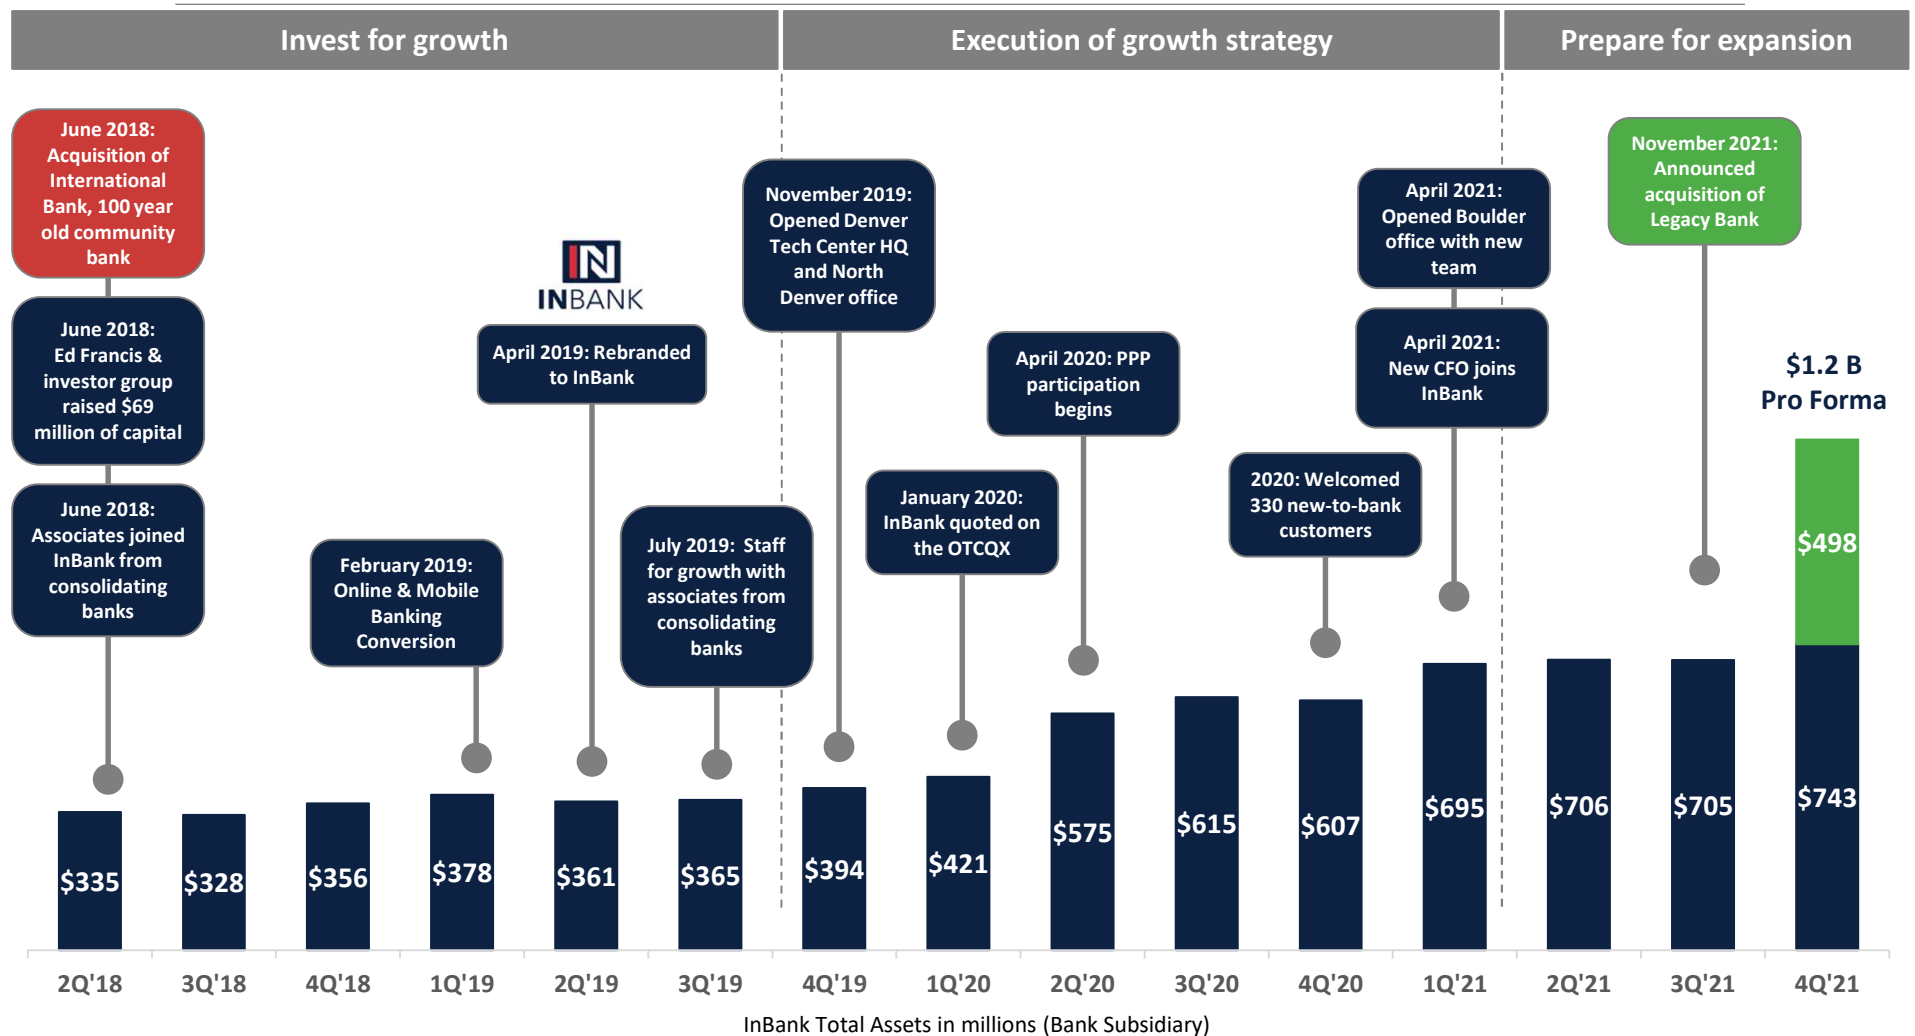 Invest for growth
Execution of growth strategy
Prepare for expansion
June 2018:
Acquisition of
International
Bank, 100 year
old community
bank
June 2018:
Ed Francis &
investor group
raised $69
million of capital
June 2018:
Associates joined
InBank from
consolidating
banks
February 2019:
Online & Mobile
Banking
Conversion
IN
INBANK
April 2019: Rebranded
to InBank
July 2019:  Staff
for growth with
associates from
consolidating
banks
November 2019:
Opened Denver
Tech Center HQ
and North
Denver office
January 2020:
InBank quoted on
the OTCQX
April 2020: PPP
participation
begins
2020: Welcomed
330 new-to-bank
customers
April 2021:
Opened Boulder
office with new
team
April 2021:
New CFO joins
InBank
November 2021:
Announced
acquisition of
Legacy Bank
$1.2 B
Pro Forma
$498
$335
$328
$356
$378
$361
$365
$394
$421
$575
$615
$607
$695
$706
$705
$743
2Q'18
3Q'18
4Q'18
1Q'19
2Q'19
3Q'19
4Q'19
1Q'20
2Q'20
3Q'20
4Q'20
1Q'21
2Q'21
3Q'21
4Q'21
InBank Total Assets in millions (Bank Subsidiary)